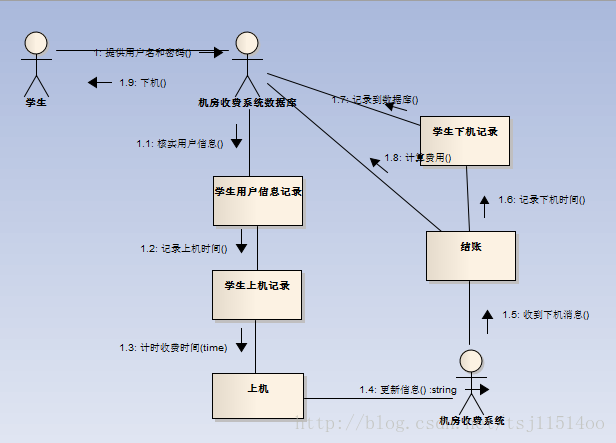 1: 提供用户名和密码()
1.9: 下机()
学生
机房收费系统数据库
1.7: 记录到数据库()
学生下机记录
1.1: 核实用户信息()
1.8: 计算费用()
学生用户信息记录
1.6: 记录下机时间()
1.2: 记录上机时间()
结账
学生上机记录
1.5: 收到下机消息()
1.3: 计时收费时间(time)
上机
1.4: 更新信息() :string
机房收费系统